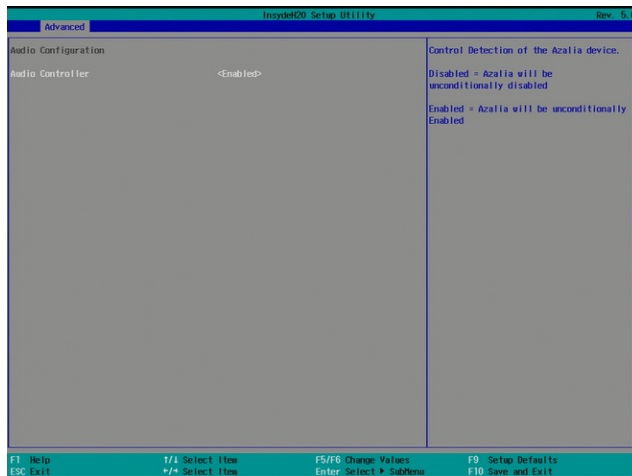 InsydeH20 Setup Utility Rev. 5.
Advanced
Audio Configuration
Audio Controller <Enabled>
Control Detection of the Azalia device.
Disabled = Azalia will be
unconditionally disabled
Enabled = Azalia will be unconditionally
Enabled
F1 Help ↑/↓ Select Item F5/F6 Change Values F9 Setup Defaults
ESC Exit ←/→ Select Item Enter Select ▶ SubMenu F10 Save and Exit